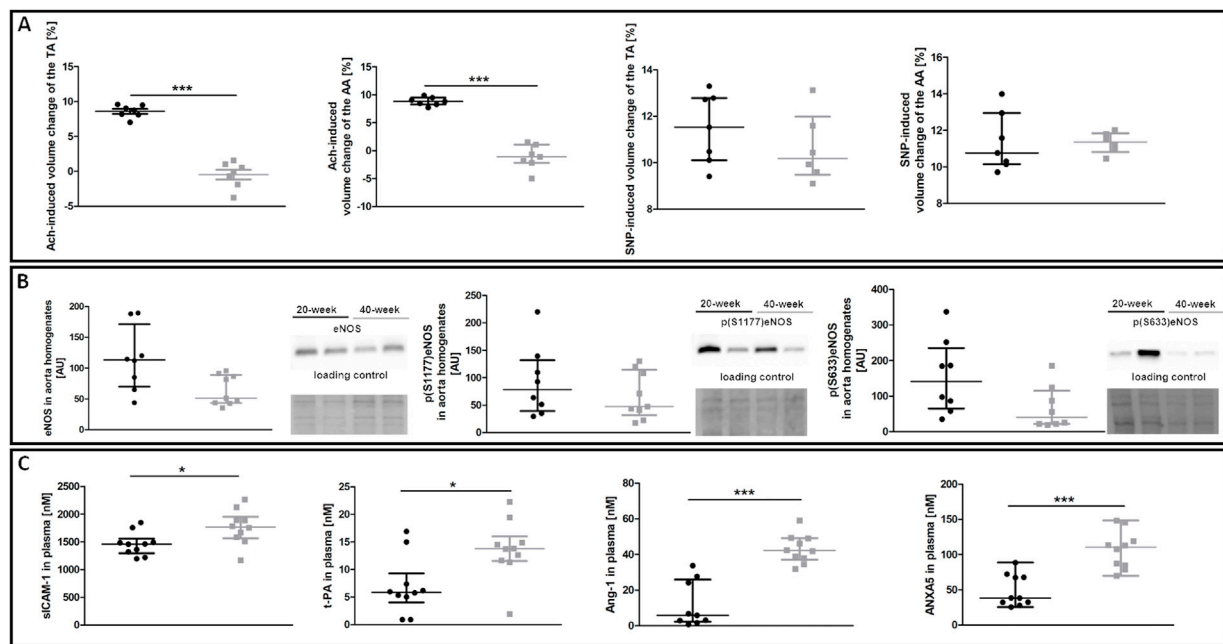 A
Ach-induced volume change of the TA [%]
15
10
5
0
-5
***
Ach-induced
volume change of the AA [%]
15
10
5
0
-5
-10
***
SNP-induced volume change of the TA [%]
14
12
10
8
SNP-induced
volume change of the AA [%]
16
14
12
10
8
B
eNOS in aorta homogenates
[AU]
200
150
100
50
0
20-week 40-week
eNOS
loading control
p(S1177)eNOS
in aorta homogenates
[AU]
250
200
150
100
50
0
20-week 40-week
p(S1177)eNOS
loading control
p(S633)eNOS
in aorta homogenates
[AU]
400
300
200
100
0
20-week 40-week
p(S633)eNOS
loading control
C
sICAM-1 in plasma [nM]
2500
2000
1500
1000
500
0
*
t-PA in plasma [nM]
25
20
15
10
5
0
*
Ang-1 in plasma [nM]
80
60
40
20
0
***
ANXA5 in plasma [nM]
200
150
100
50
0
***